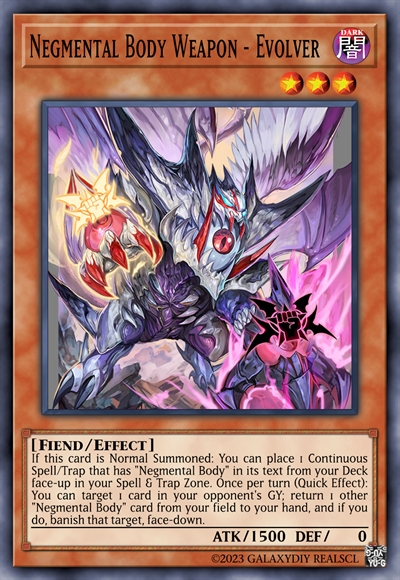 NEGMENTAL BODY WEAPON - EVOLVER
DARK
闇
[FIEND/EFFECT]
If this card is Normal Summoned: You can place 1 Continuous
Spell/Trap that has "Negmental Body" in its text from your Deck
face-up in your Spell & Trap Zone. Once per turn (Quick Effect):
You can target 1 card in your opponent's GY; return 1 other
"Negmental Body" card from your field to your hand, and if you
do, banish that target, face-down.
ATK/1500 DEF/ 0
©2023 GALAXYDIY REALSCL